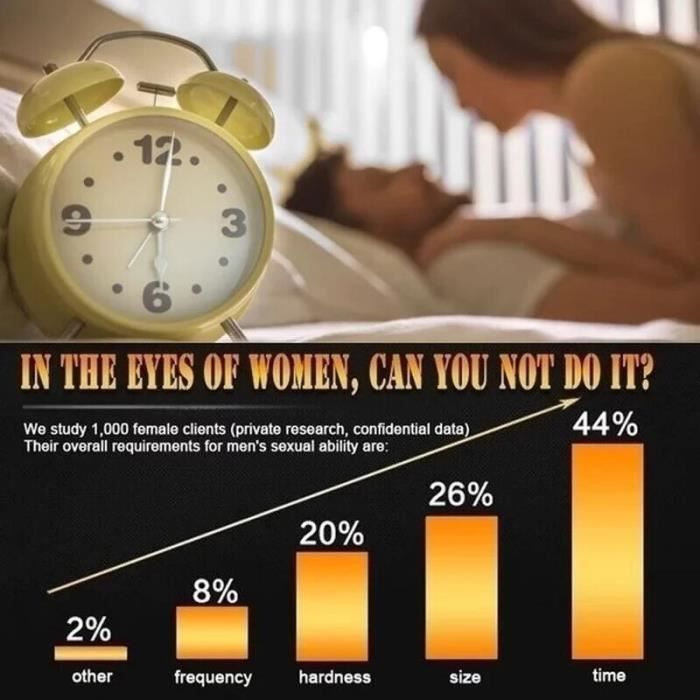 12
9
3
6
IN THE EYES OF WOMEN, CAN YOU NOT DO IT?
We study 1,000 female clients (private research, confidential data)
Their overall requirements for men's sexual ability are:
44%
26%
20%
8%
2%
other frequency hardness size time